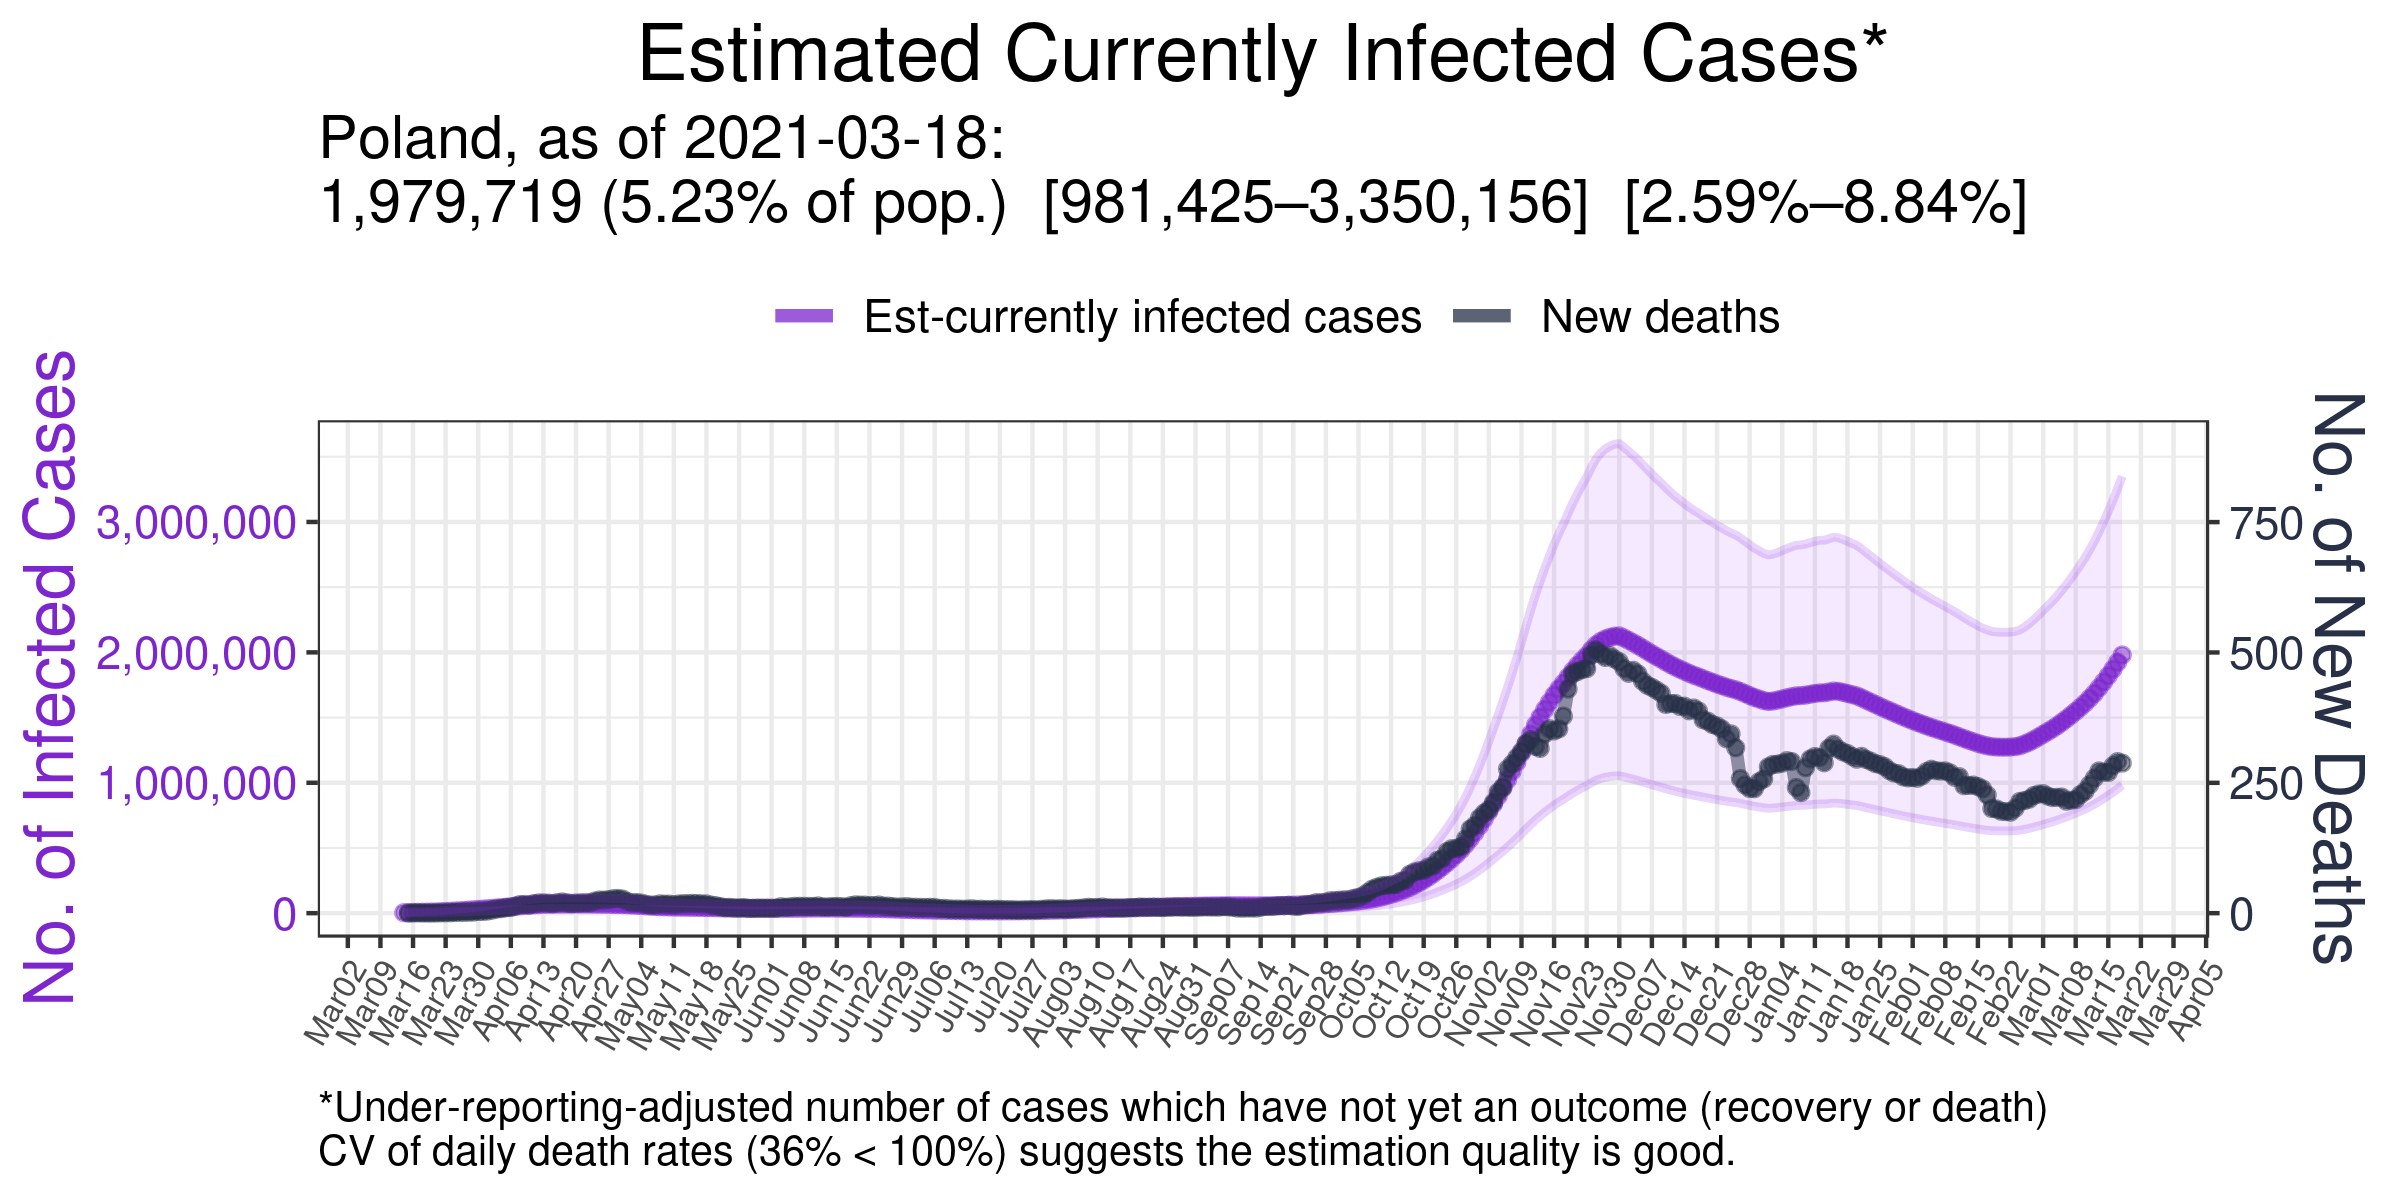 Estimated Currently Infected Cases*
Poland, as of 2021-03-18:
1,979,719 (5.23% of pop.)  [981,425–3,350,156]  [2.59%–8.84%]
Est-currently infected cases
New deaths
No. of Infected Cases
3,000,000
2,000,000
1,000,000
0
750
500
250
0
No. of New Deaths
Mar02
Mar09
Mar16
Mar23
Mar30
Apr06
Apr13
Apr20
Apr27
May04
May11
May18
May25
Jun01
Jun08
Jun15
Jun22
Jun29
Jul06
Jul13
Jul20
Jul27
Aug03
Aug10
Aug17
Aug24
Aug31
Sep07
Sep14
Sep21
Sep28
Oct05
Oct12
Oct19
Oct26
Nov02
Nov09
Nov16
Nov23
Nov30
Dec07
Dec14
Dec21
Dec28
Jan04
Jan11
Jan18
Jan25
Feb01
Feb08
Feb15
Feb22
Mar01
Mar08
Mar15
Mar22
Mar29
Apr05
*Under-reporting-adjusted number of cases which have not yet an outcome (recovery or death)
CV of daily death rates (36% < 100%) suggests the estimation quality is good.